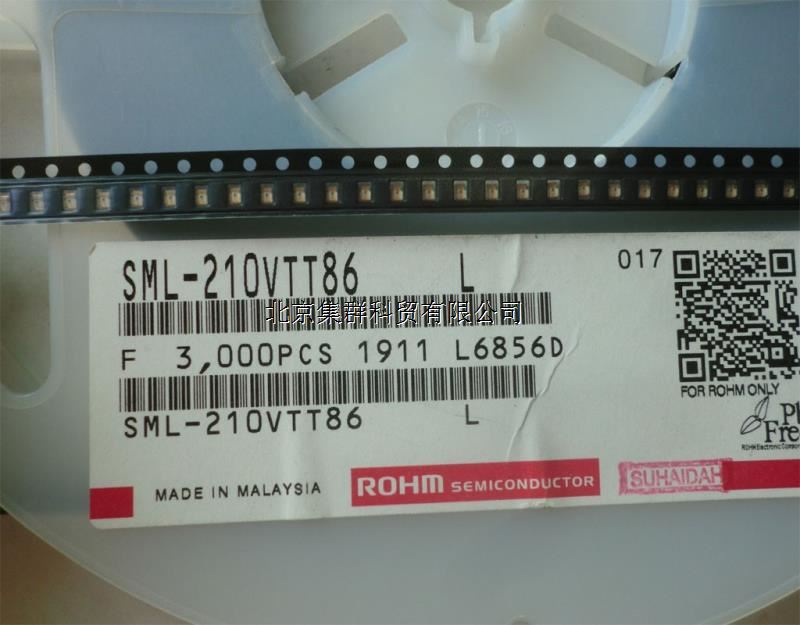 SML-210VTT86 L
017
北京集群科贸有限公司
F 3,000PCS 1911 L6856D
SML-210VTT86 L
FOR ROHM ONLY
MADE IN MALAYSIA
ROHM SEMICONDUCTOR
SUHAIDAH